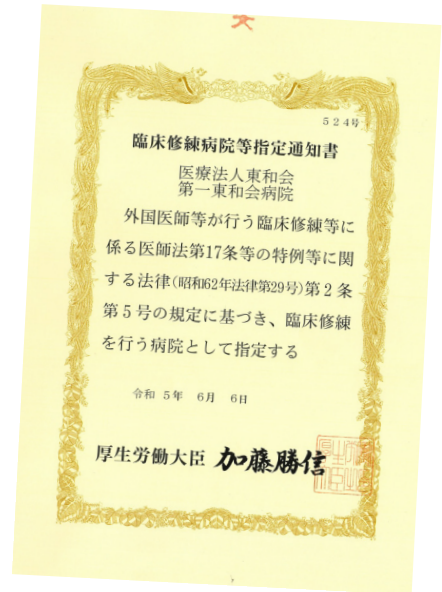 524号
臨床修練病院等指定通知書
医療法人東和会
第一東和会病院
外国医師等が行う臨床修練等に
係る医師法第17条等の特例等に関
する法律(昭和62年法律第29号)第2条
第5号の規定に基づき、臨床修練
を行う病院として指定する
令和 5年 6月 6日
厚生労働大臣 加藤勝信